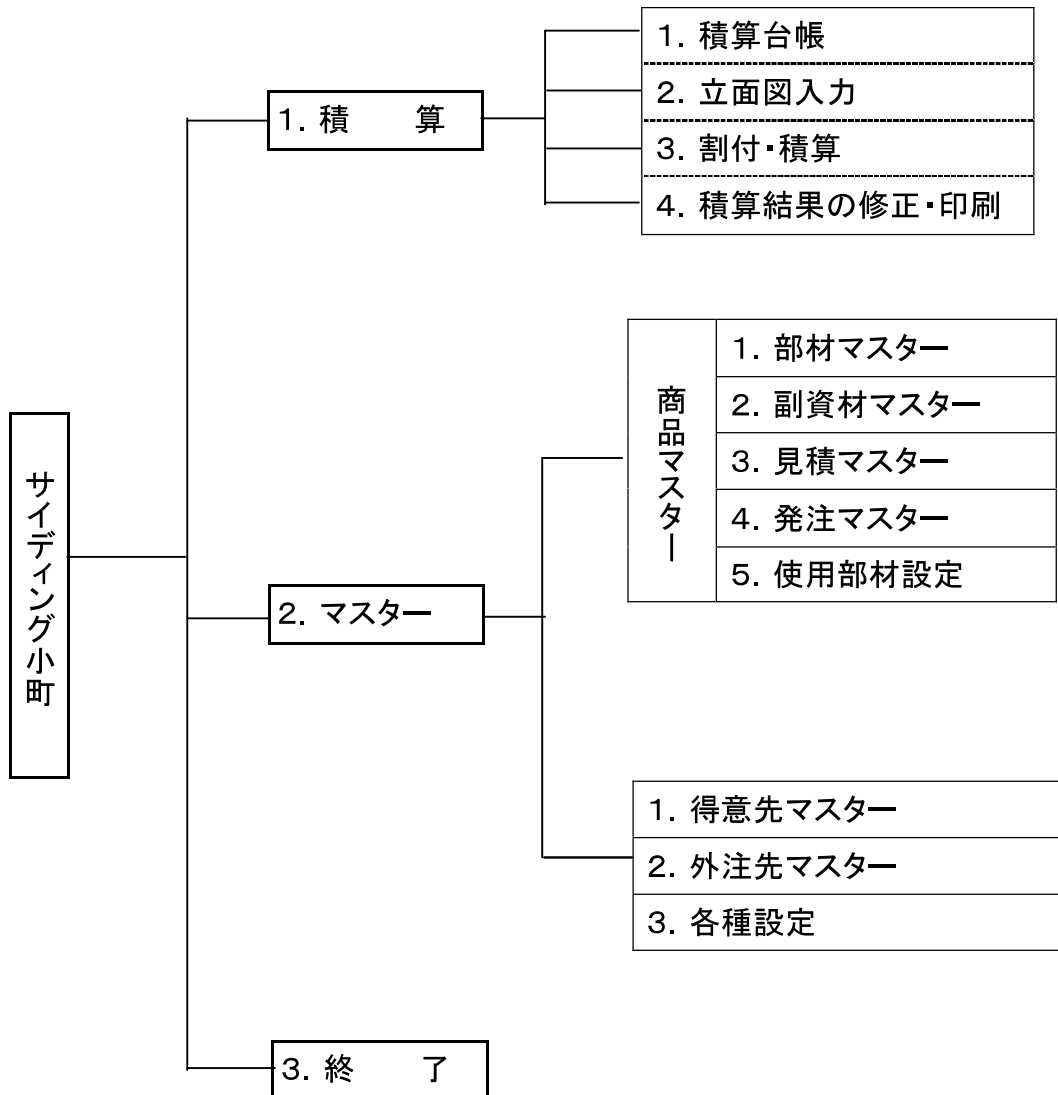 サイディング小町
1. 積　　算
1. 積算台帳
2. 立面図入力
3. 割付・積算
4. 積算結果の修正・印刷
2. マスター
商品マスター
1. 部材マスター
2. 副資材マスター
3. 見積マスター
4. 発注マスター
5. 使用部材設定
1. 得意先マスター
2. 外注先マスター
3. 各種設定
3. 終　　了